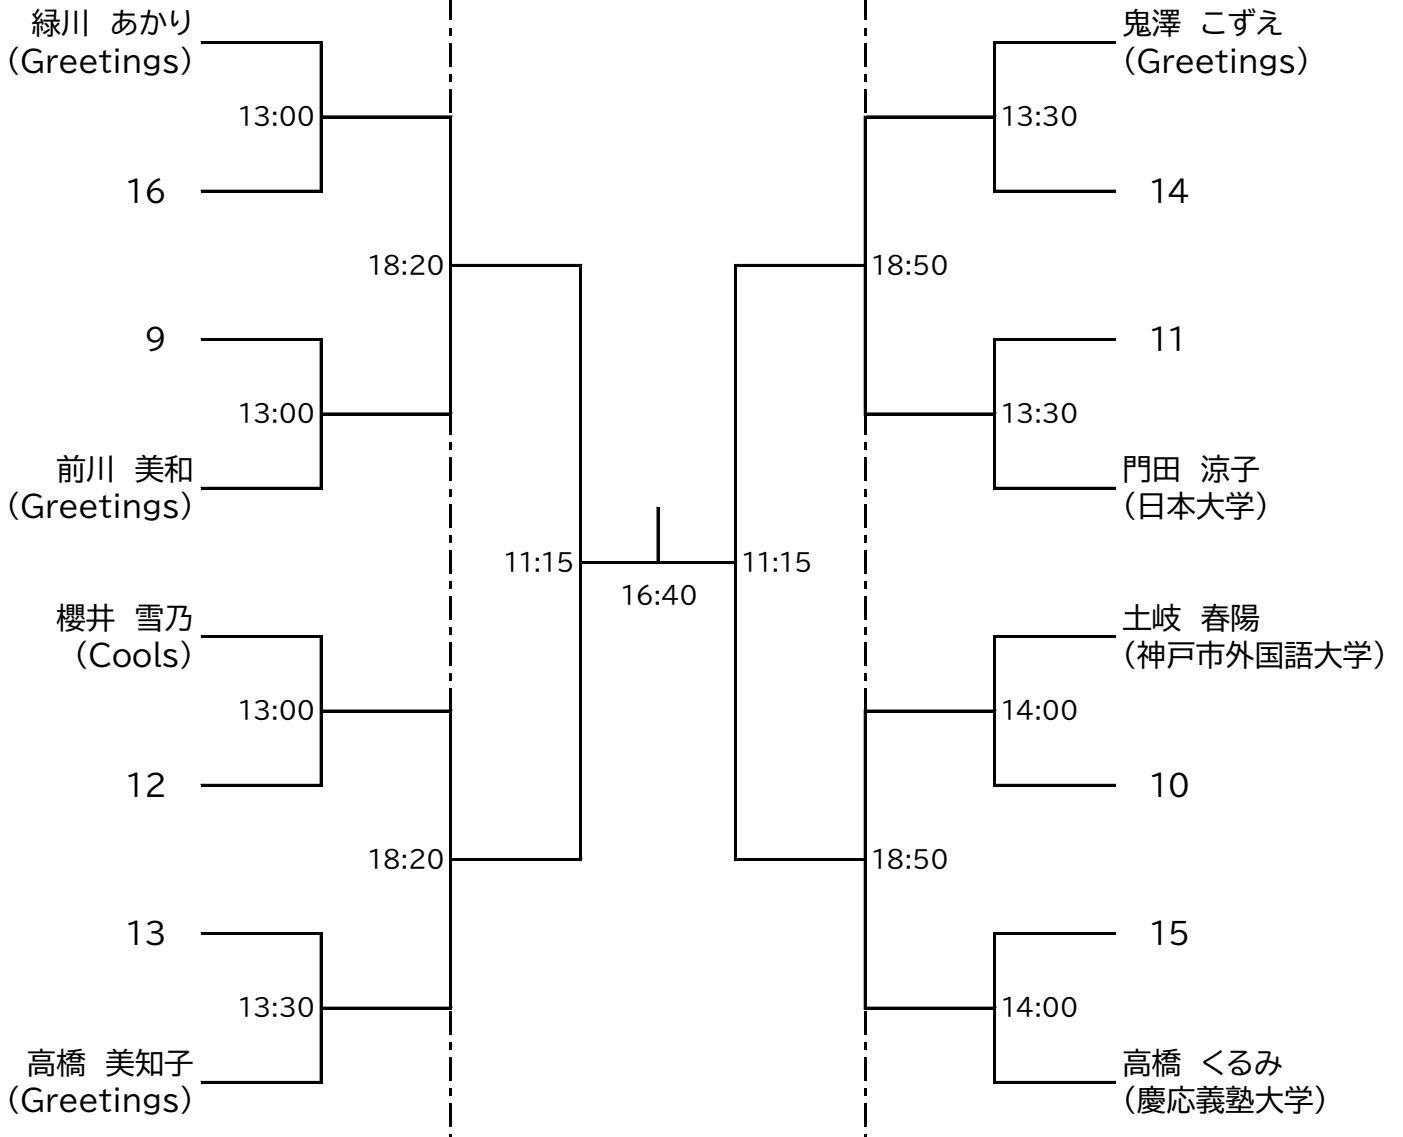 緑川 あかり
(Greetings)
13:00
16
18:20
9
13:00
前川 美和
(Greetings)
11:15
櫻井 雪乃
(Cools)
13:00
12
18:20
13
13:30
高橋 美知子
(Greetings)
16:40
鬼澤 こずえ
(Greetings)
13:30
14
18:50
11
13:30
門田 涼子
(日本大学)
11:15
土岐 春陽
(神戸市外国語大学)
14:00
10
18:50
15
14:00
高橋 くるみ
(慶応義塾大学)